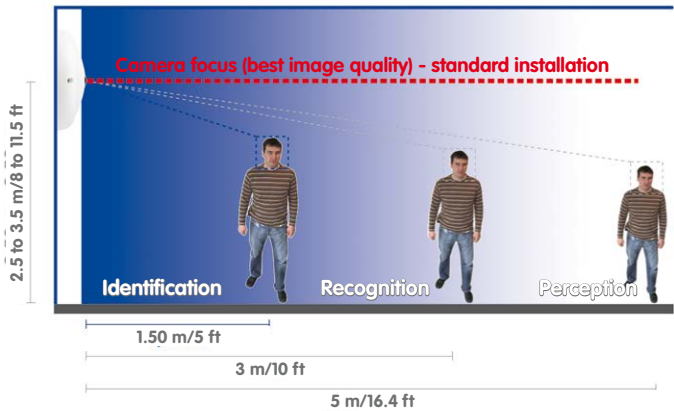 Camera focus (best image quality) - standard installation
2.5 to 3.5 m/8 to 11.5 ft
Identification
Recognition
Perception
1.50 m/5 ft
3 m/10 ft
5 m/16.4 ft